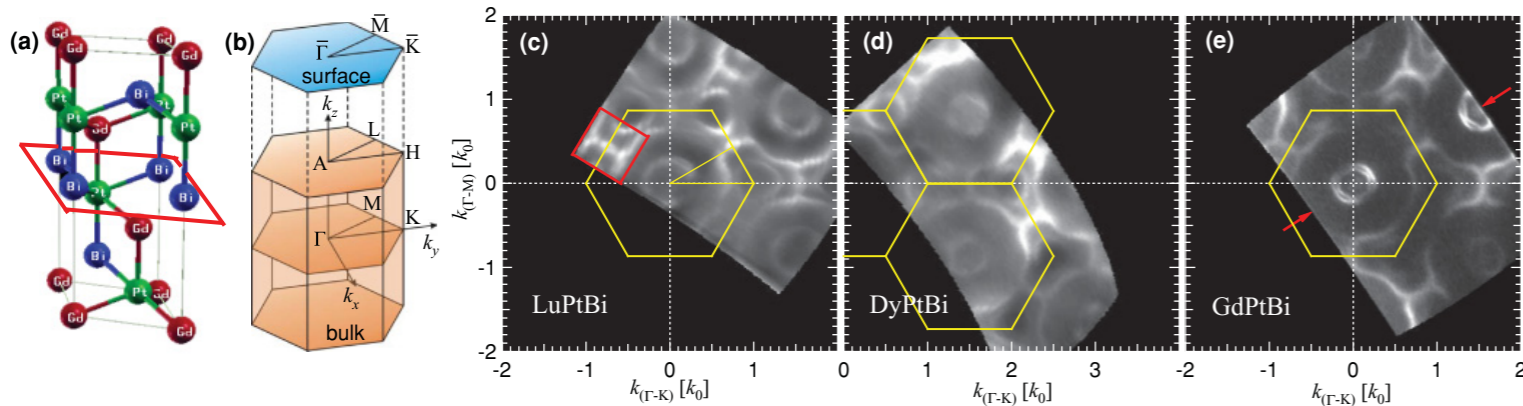 (a)
Gd
Gd
Gd
Gd
Pt
Bi
Pt
Pt
Pt
Gd
Bi
Bi
Bi
Bi
Pt
Gd
Bi
Gd
Gd
Pt
Gd
Gd
(b)
M̅
Γ̅
K̅
surface
k_z
L
A
H
M
K
Γ
k_y
k_x
bulk
(c)
LuPtBi
2
1
0
-1
-2
k_(Γ-M) [k_0]
-2
-1
0
1
k_(Γ-K) [k_0]
(d)
DyPtBi
0
1
2
3
k_(Γ-K) [k_0]
(e)
GdPtBi
-2
-1
0
1
2
k_(Γ-K) [k_0]